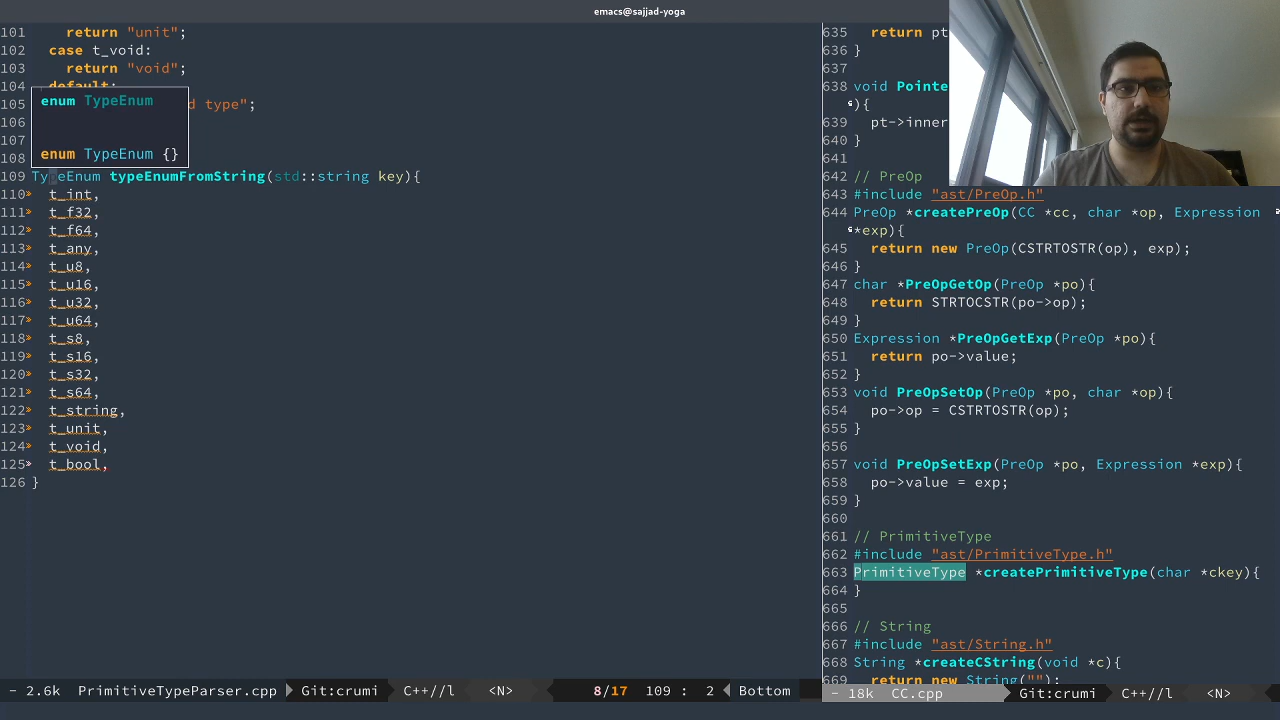 emacs@sajjad-yoga
101 return "unit";
102 case t_void:
103 return "void";
104 default:
105 d type";
106
107
108
enum TypeEnum
enum TypeEnum {}
109 TypeEnum typeEnumFromString(std::string key){
110» t_int,
111» t_f32,
112» t_f64,
113» t_any,
114» t_u8,
115» t_u16,
116» t_u32,
117» t_u64,
118» t_s8,
119» t_s16,
120» t_s32,
121» t_s64,
122» t_string,
123» t_unit,
124» t_void,
125» t_bool,
126 }
- 2.6k PrimitiveTypeParser.cpp Git:crumi C++//l <N> 8/17 109 : 2 Bottom
635 return pt
636 }
637
638 void Pointe
){
639 pt->inner
640 }
641
642 // PreOp
643 #include "ast/PreOp.h"
644 PreOp *createPreOp(CC *cc, char *op, Expression
*exp){
645 return new PreOp(CSTRTOSTR(op), exp);
646 }
647 char *PreOpGetOp(PreOp *po){
648 return STRTOCSTR(po->op);
649 }
650 Expression *PreOpGetExp(PreOp *po){
651 return po->value;
652 }
653 void PreOpSetOp(PreOp *po, char *op){
654 po->op = CSTRTOSTR(op);
655 }
656
657 void PreOpSetExp(PreOp *po, Expression *exp){
658 po->value = exp;
659 }
660
661 // PrimitiveType
662 #include "ast/PrimitiveType.h"
663 PrimitiveType *createPrimitiveType(char *ckey){
664 }
665
666 // String
667 #include "ast/String.h"
668 String *createCString(void *c){
669 return new String("");
- 18k CC.cpp Git:crumi C++//l <N>